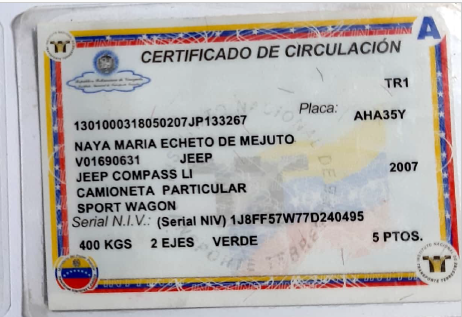 A
CERTIFICADO DE CIRCULACIÓN
TR1
Placa: AHA35Y
1301000318050207JP133267
NAYA MARIA ECHETO DE MEJUTO
V01690631 JEEP
JEEP COMPASS LI 2007
CAMIONETA PARTICULAR
SPORT WAGON
Serial N.I.V.: (Serial NIV) 1J8FF57W77D240495
400 KGS 2 EJES VERDE 5 PTOS.